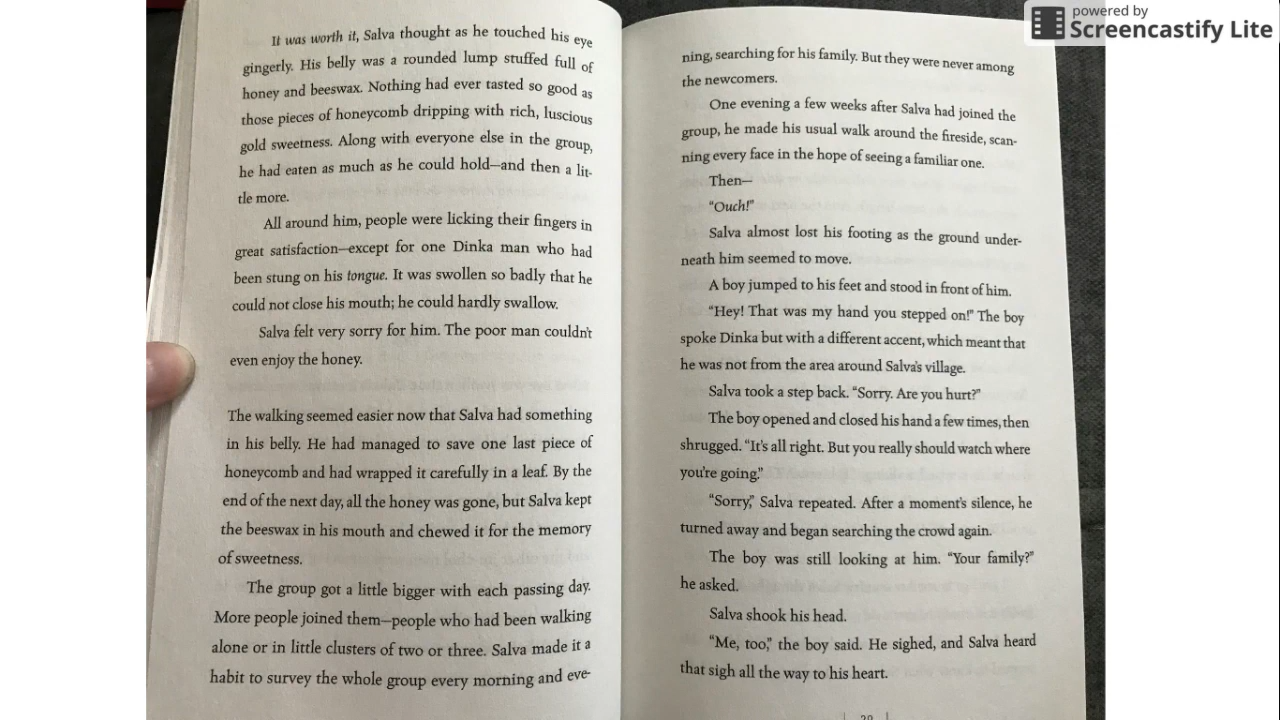 powered by
Screencastify Lite
It was worth it, Salva thought as he touched his eye
gingerly. His belly was a rounded lump stuffed full of
honey and beeswax. Nothing had ever tasted so good as
those pieces of honeycomb dripping with rich, luscious
gold sweetness. Along with everyone else in the group,
he had eaten as much as he could hold—and then a lit-
tle more.
All around him, people were licking their fingers in
great satisfaction—except for one Dinka man who had
been stung on his tongue. It was swollen so badly that he
could not close his mouth; he could hardly swallow.
Salva felt very sorry for him. The poor man couldn't
even enjoy the honey.
The walking seemed easier now that Salva had something
in his belly. He had managed to save one last piece of
honeycomb and had wrapped it carefully in a leaf. By the
end of the next day, all the honey was gone, but Salva kept
the beeswax in his mouth and chewed it for the memory
of sweetness.
The group got a little bigger with each passing day.
More people joined them—people who had been walking
alone or in little clusters of two or three. Salva made it a
habit to survey the whole group every morning and eve-
ning, searching for his family. But they were never among
the newcomers.
One evening a few weeks after Salva had joined the
group, he made his usual walk around the fireside, scan-
ning every face in the hope of seeing a familiar one.
Then—
"Ouch!"
Salva almost lost his footing as the ground under-
neath him seemed to move.
A boy jumped to his feet and stood in front of him.
"Hey! That was my hand you stepped on!" The boy
spoke Dinka but with a different accent, which meant that
he was not from the area around Salva's village.
Salva took a step back. "Sorry. Are you hurt?"
The boy opened and closed his hand a few times, then
shrugged. "It's all right. But you really should watch where
you're going."
"Sorry," Salva repeated. After a moment's silence, he
turned away and began searching the crowd again.
The boy was still looking at him. "Your family?"
he asked.
Salva shook his head.
"Me, too," the boy said. He sighed, and Salva heard
that sigh all the way to his heart.